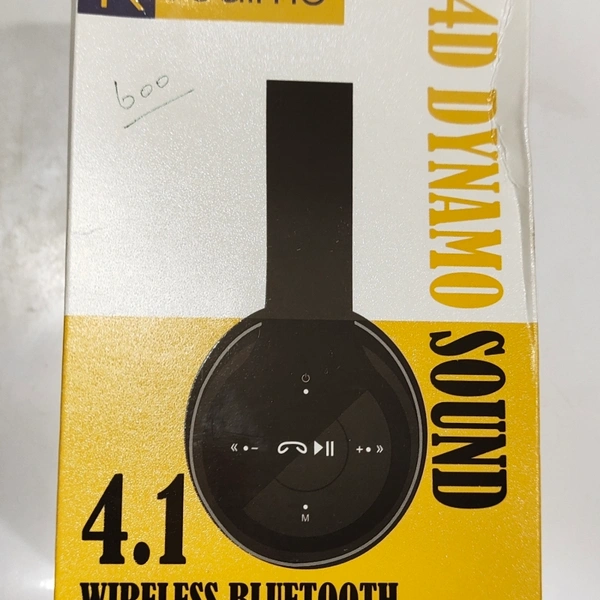 600
4D DYNAMO SOUND
M
4.1
WIRELESS BLUETOOTH